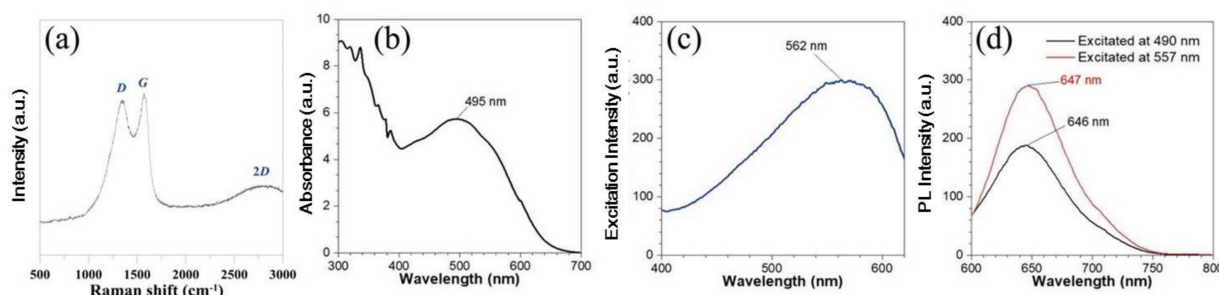 (a)
D
G
2D
Intensity (a.u.)
500 1000 1500 2000 2500 3000
Raman shift (cm-1)
(b)
495 nm
Absorbance (a.u.)
10
8
6
4
2
0
300 400 500 600 700
Wavelength (nm)
(c)
562 nm
Excitation Intensity (a.u.)
400
300
200
100
0
400 500 600
Wavelength (nm)
(d)
Excitated at 490 nm
Excitated at 557 nm
647 nm
646 nm
PL Intensity (a.u.)
400
300
200
100
0
600 650 700 750 800
Wavelength (nm)